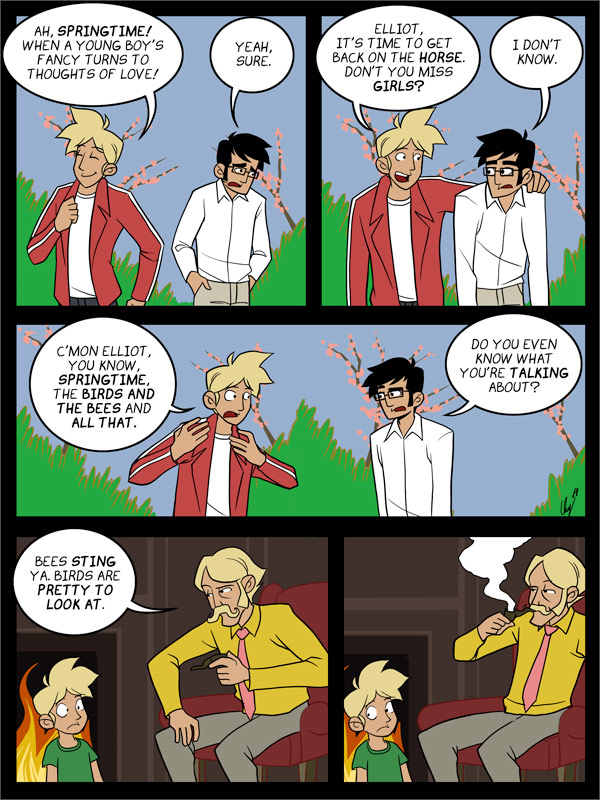 AH, SPRINGTIME!
WHEN A YOUNG BOY'S
FANCY TURNS TO
THOUGHTS OF LOVE!
YEAH,
SURE.
ELLIOT,
IT'S TIME TO GET
BACK ON THE HORSE.
DON'T YOU MISS
GIRLS?
I DON'T
KNOW.
C'MON ELLIOT,
YOU KNOW,
SPRINGTIME,
THE BIRDS AND
THE BEES AND
ALL THAT.
DO YOU EVEN
KNOW WHAT
YOU'RE TALKING
ABOUT?
BEES STING
YA. BIRDS ARE
PRETTY TO
LOOK AT.